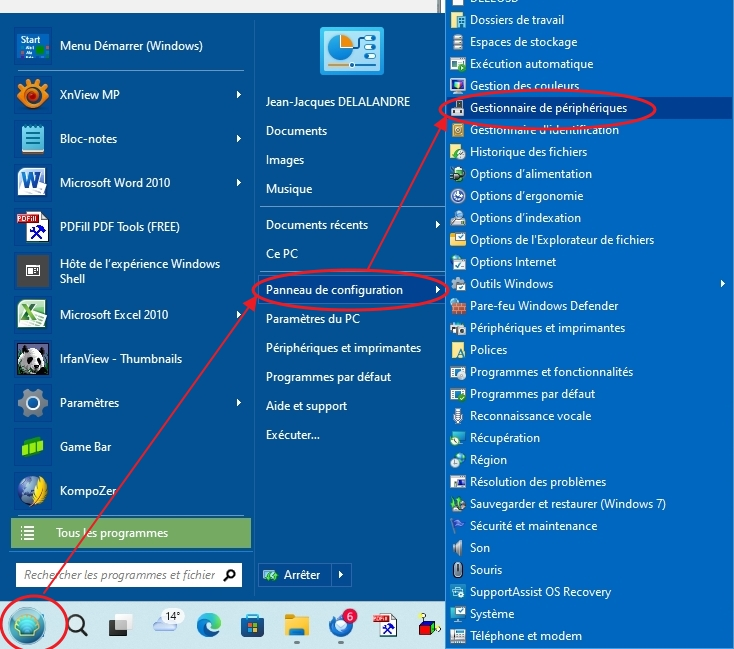 Start
Menu Démarrer (Windows)
XnView MP
Bloc-notes
Microsoft Word 2010
PDFill
PDFill PDF Tools (FREE)
Hôte de l'expérience Windows
Shell
Microsoft Excel 2010
IrfanView - Thumbnails
Paramètres
Game Bar
KompoZer
Tous les programmes
Rechercher les programmes et fichier
Jean-Jacques DELALANDRE
Documents
Images
Musique
Documents récents
Ce PC
Panneau de configuration
Paramètres du PC
Périphériques et imprimantes
Programmes par défaut
Aide et support
Exécuter...
Arrêter
Dossiers de travail
Espaces de stockage
Exécution automatique
Gestion des couleurs
Gestionnaire de périphériques
Gestionnaire d'identification
Historique des fichiers
Options d'alimentation
Options d'ergonomie
Options d'indexation
Options de l'Explorateur de fichiers
Options Internet
Outils Windows
Pare-feu Windows Defender
Périphériques et imprimantes
Polices
Programmes et fonctionnalités
Programmes par défaut
Reconnaissance vocale
Récupération
Région
Résolution des problèmes
Sauvegarder et restaurer (Windows 7)
Sécurité et maintenance
Son
Souris
SupportAssist OS Recovery
Système
Téléphone et modem
14°
6
PDFill